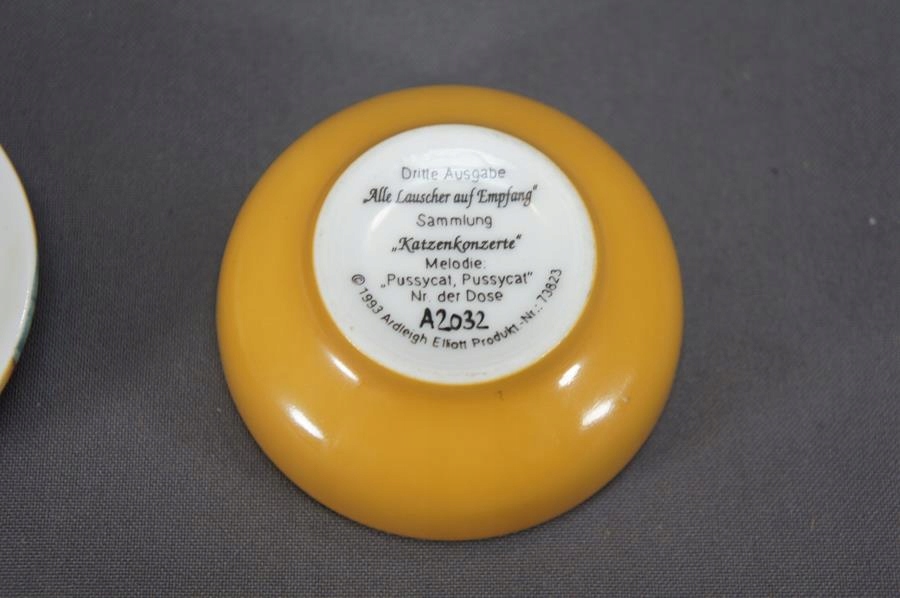 Dritte Ausgabe
„Alle Lauscher auf Empfang“
Sammlung
„Katzenkonzerte“
Melodie:
„Pussycat, Pussycat“
Nr. der Dose
A2032
© 1993 Ardleigh Elliott Produkt.-Nr.: 73823